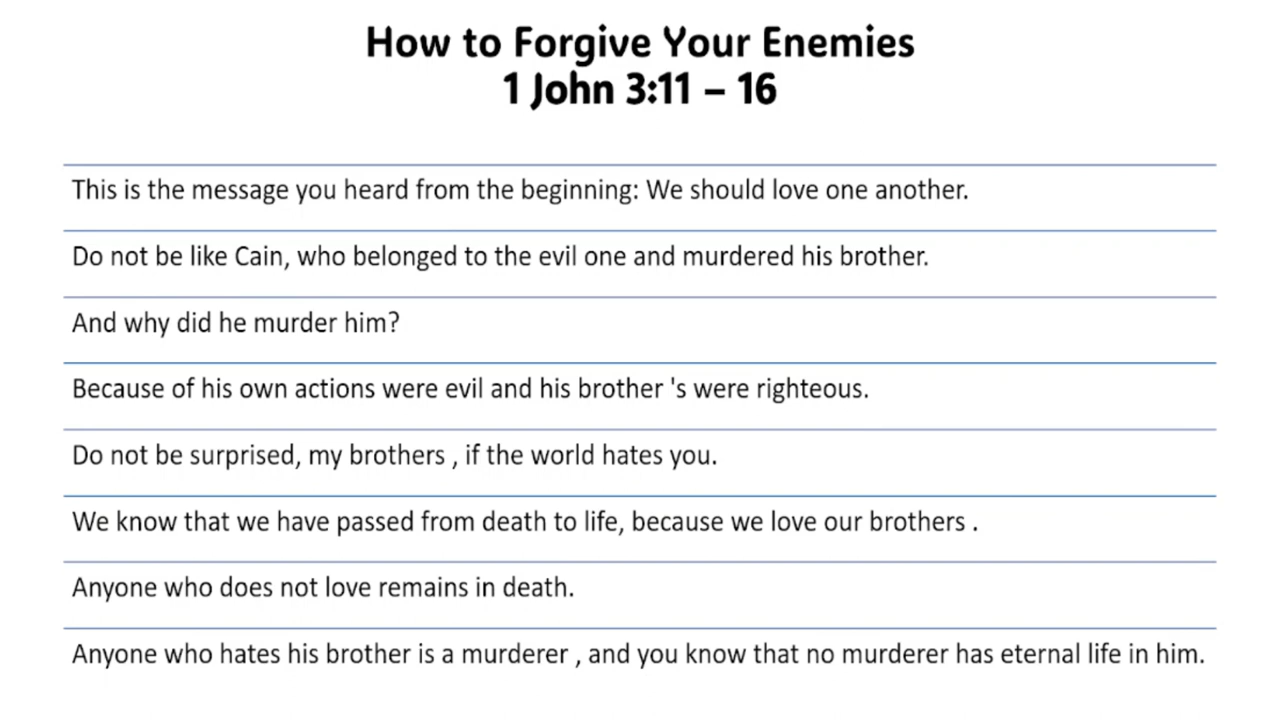 How to Forgive Your Enemies
1 John 3:11 – 16
This is the message you heard from the beginning: We should love one another.
Do not be like Cain, who belonged to the evil one and murdered his brother.
And why did he murder him?
Because of his own actions were evil and his brother 's were righteous.
Do not be surprised, my brothers , if the world hates you.
We know that we have passed from death to life, because we love our brothers .
Anyone who does not love remains in death.
Anyone who hates his brother is a murderer , and you know that no murderer has eternal life in him.